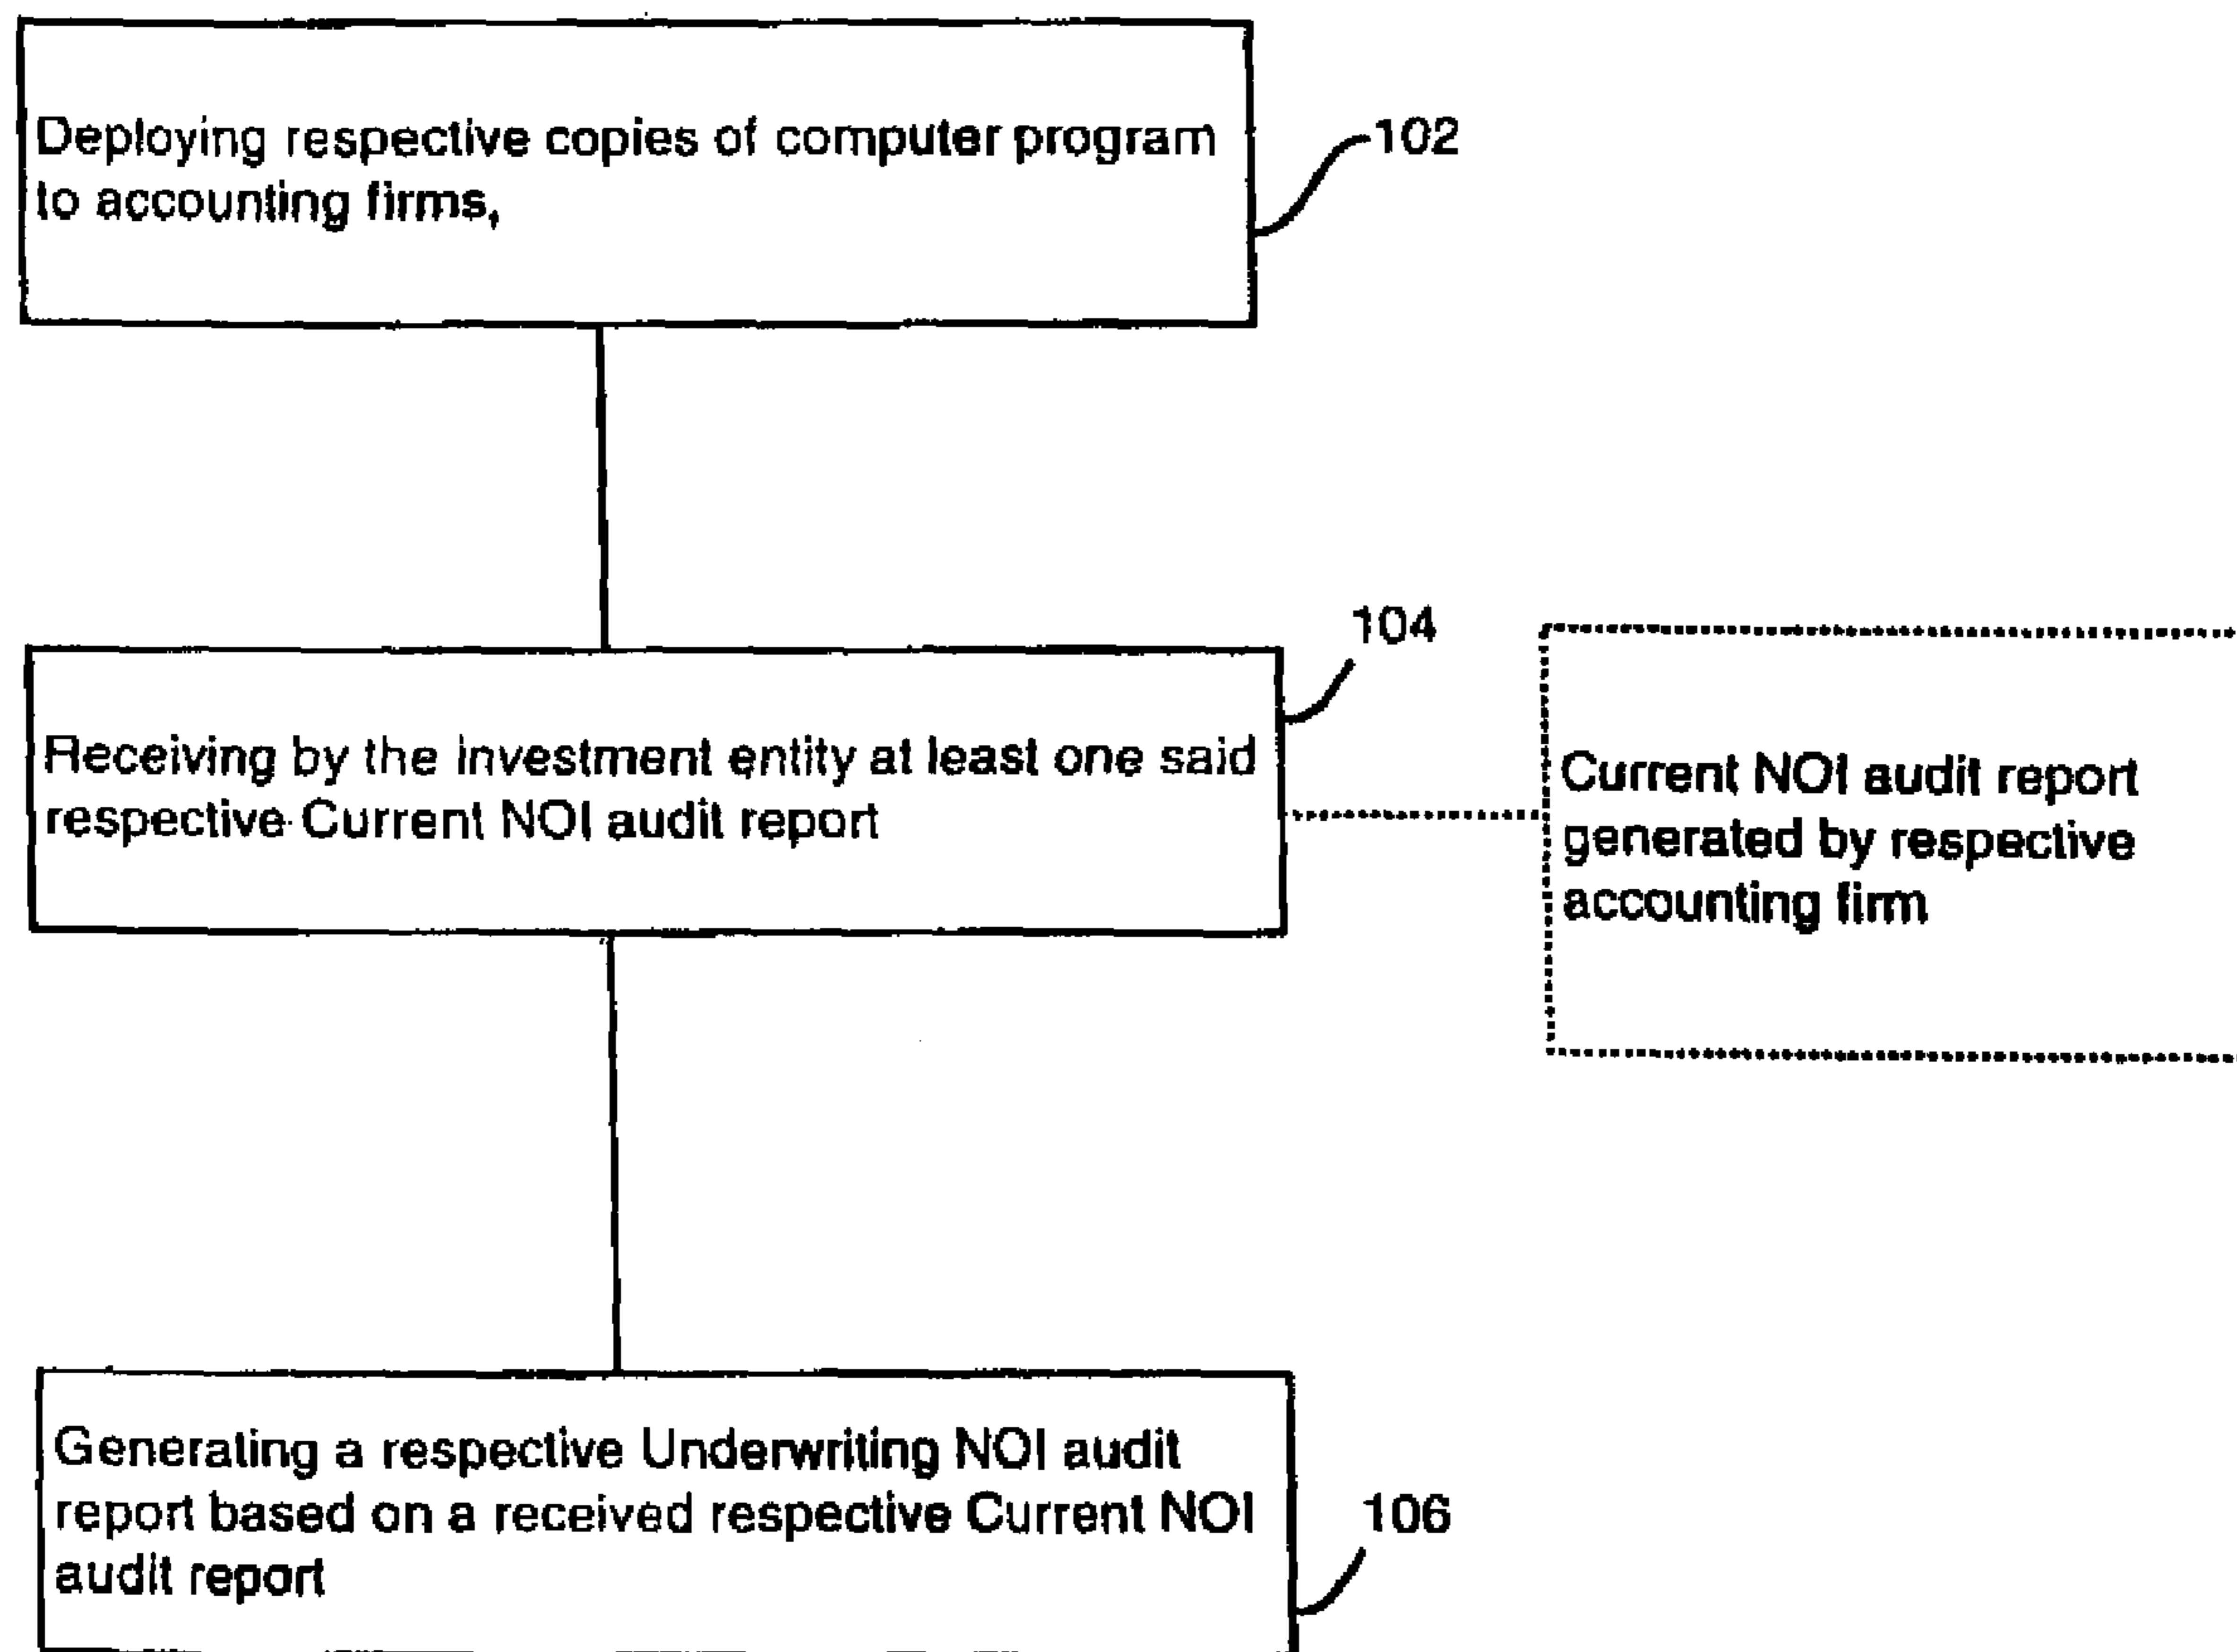 Deploying respective copies of computer program
to accounting firms,
102
104
Receiving by the investment entity at least one said
respective Current NOI audit report
Current NOI audit report
generated by respective
accounting firm
Generating a respective Underwriting NOI audit
report based on a received respective Current NOI
audit report
106